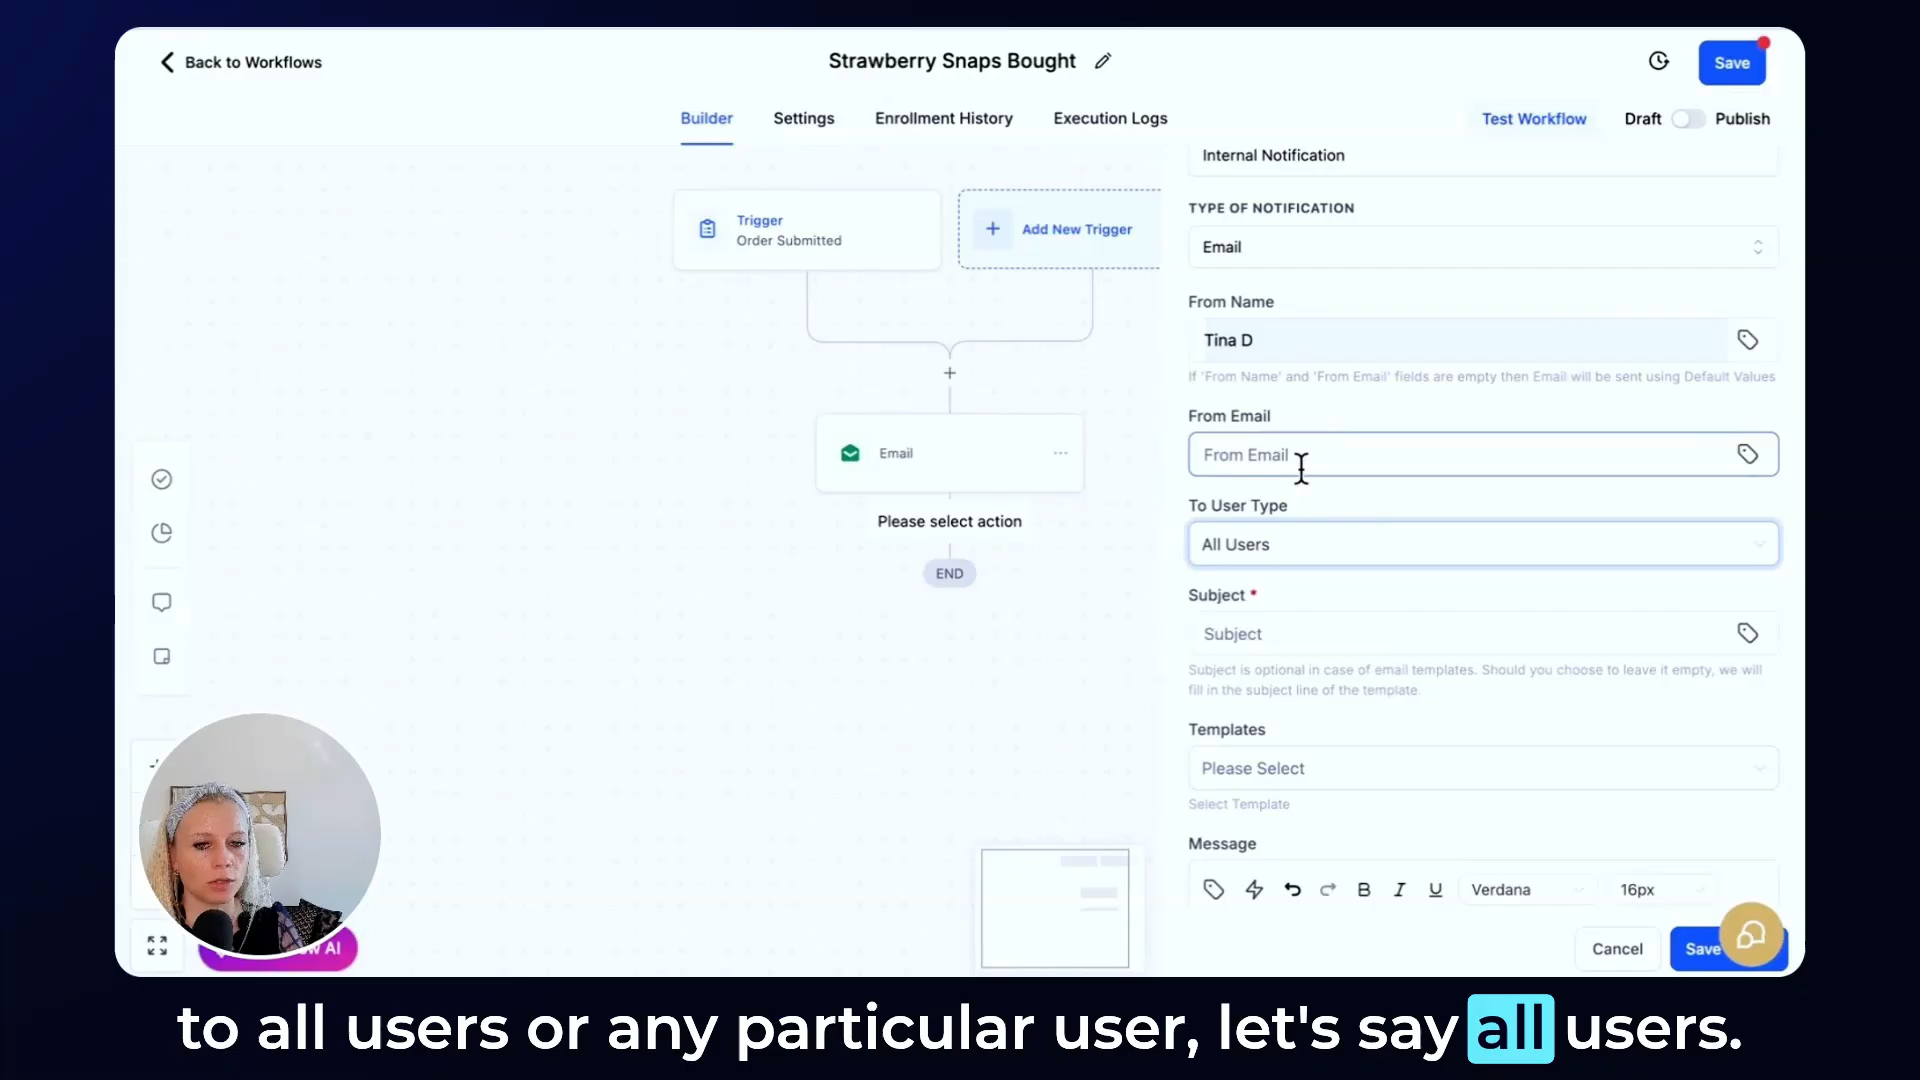 Back to Workflows
Strawberry Snaps Bought
Save
Builder
Settings
Enrollment History
Execution Logs
Test Workflow
Draft
Publish
Internal Notification
TYPE OF NOTIFICATION
Email
From Name
Tina D
If 'From Name' and 'From Email' fields are empty then Email will be sent using Default Values
From Email
From Email
To User Type
All Users
Subject *
Subject
Subject is optional in case of email templates. Should you choose to leave it empty, we will
fill in the subject line of the template.
Templates
Please Select
Select Template
Message
B I U Verdana 16px
Cancel
Save
Trigger
Order Submitted
Add New Trigger
Email
Please select action
END
AI
to all users or any particular user, let's say all users.